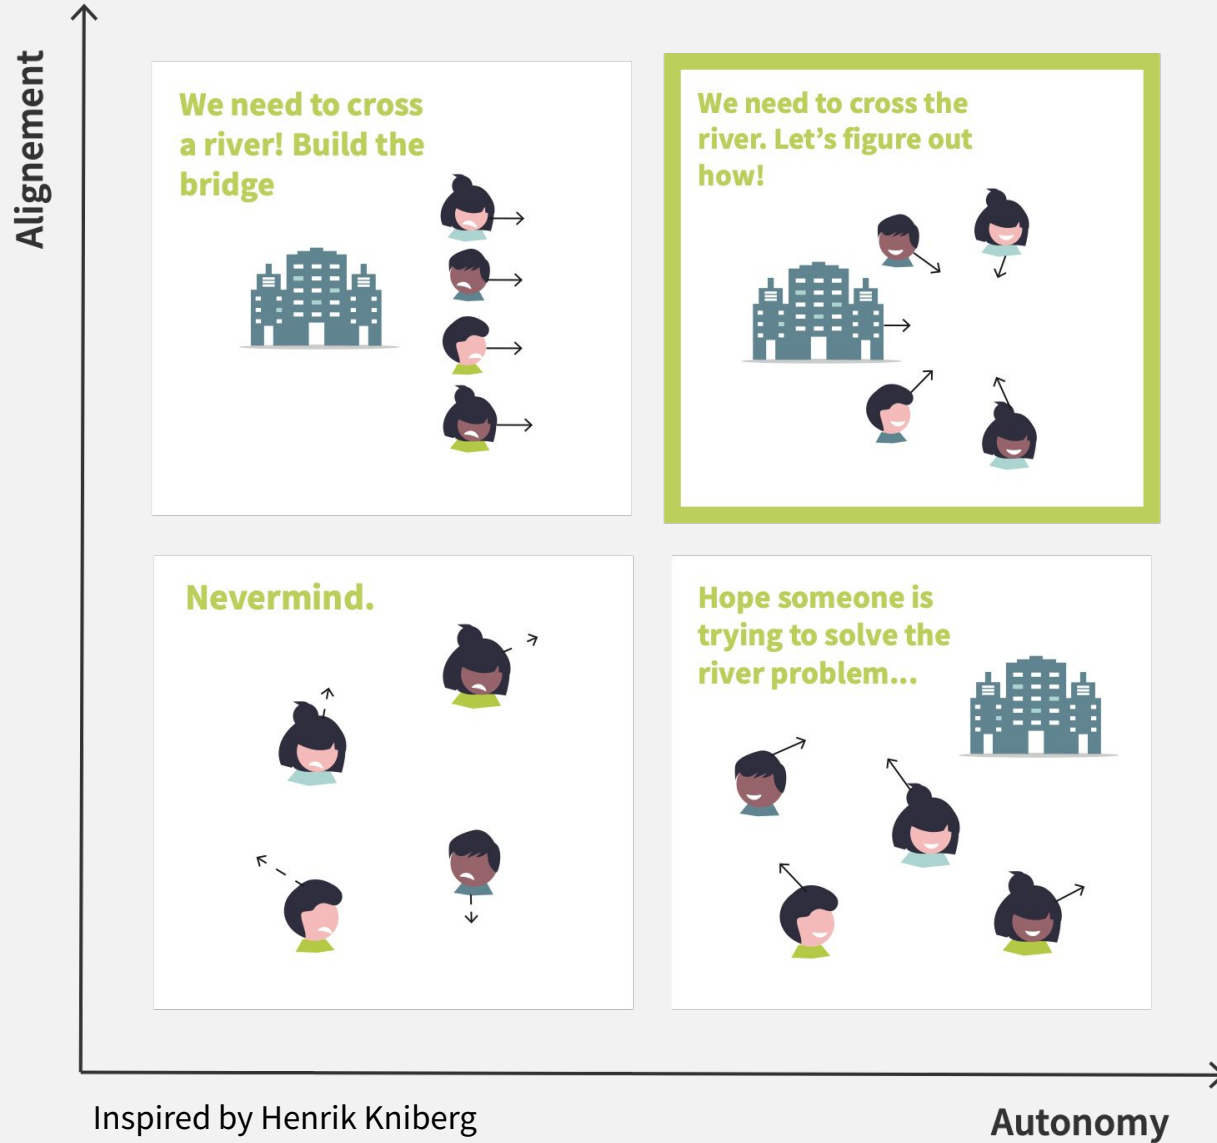 Alignement
We need to cross
a river! Build the
bridge
We need to cross the
river. Let’s figure out
how!
Nevermind.
Hope someone is
trying to solve the
river problem...
Inspired by Henrik Kniberg
Autonomy